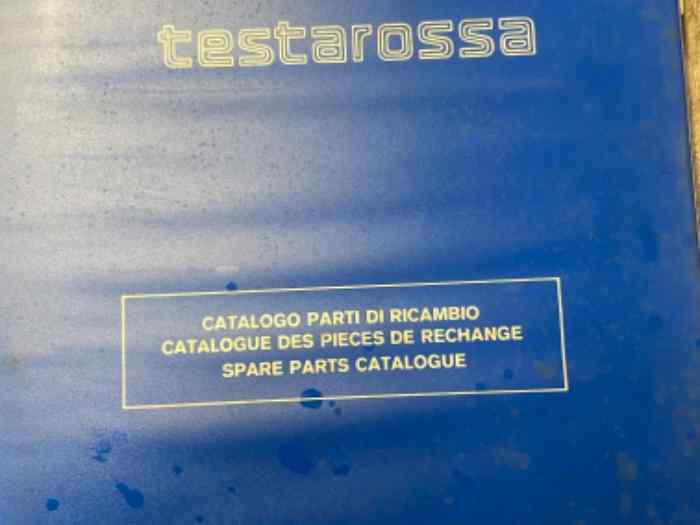 testarossa
CATALOGO PARTI DI RICAMBIO
CATALOGUE DES PIECES DE RECHANGE
SPARE PARTS CATALOGUE